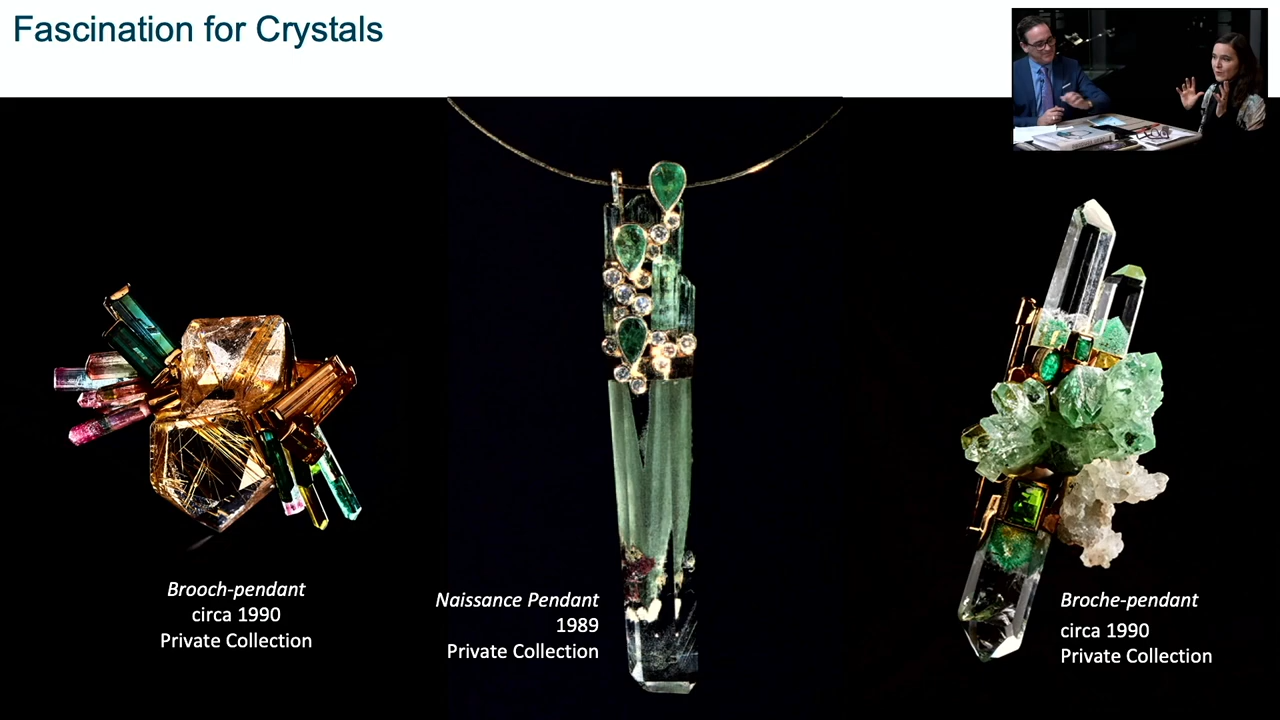 Fascination for Crystals
Brooch-pendant
circa 1990
Private Collection
Naissance Pendant
1989
Private Collection
Broche-pendant
circa 1990
Private Collection